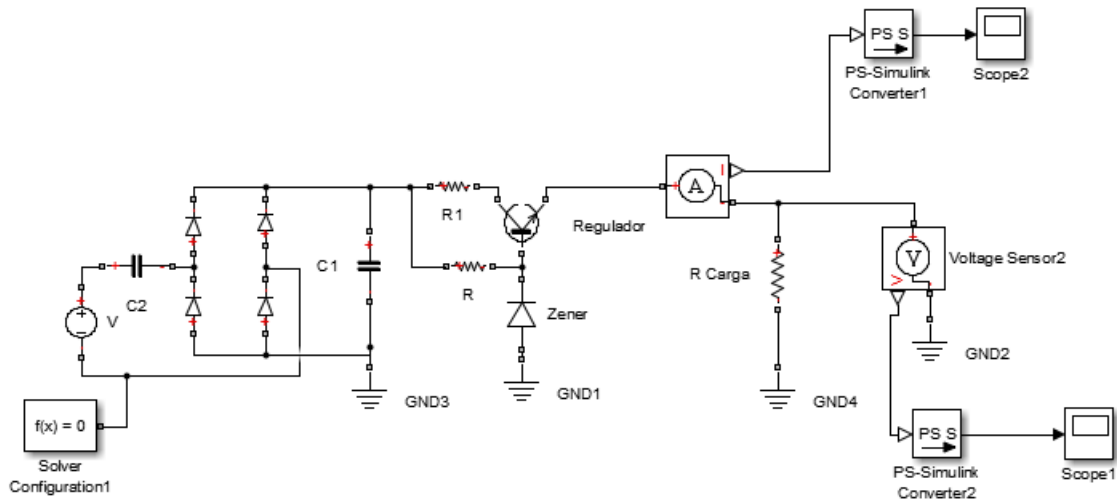 PS S
PS-Simulink
Converter1
Scope2
R1
Regulador
A
I
C1
R
R Carga
V
Voltage Sensor2
V
C2
V
Zener
GND2
GND3
GND1
GND4
f(x) = 0
Solver
Configuration1
PS S
PS-Simulink
Converter2
Scope1